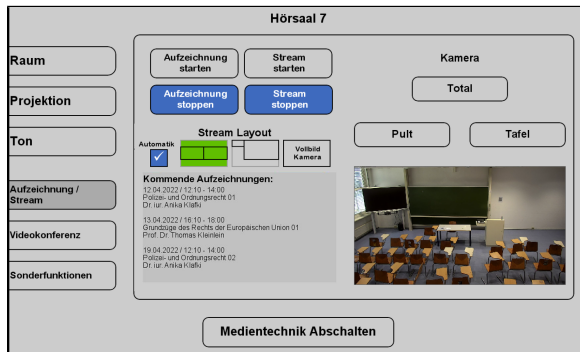 Hörsaal 7
Raum
Projektion
Ton
Aufzeichnung /
Stream
Videokonferenz
Sonderfunktionen
Aufzeichnung
starten
Stream
starten
Aufzeichnung
stoppen
Stream
stoppen
Stream Layout
Automatik
Vollbild
Kamera
Kommende Aufzeichnungen:
12.04.2022 / 12:10 - 14:00
Polizei- und Ordnungsrecht 01
Dr. iur. Anika Klafki
13.04.2022 / 16:10 - 18:00
Grundzüge des Rechts der Europäischen Union 01
Prof. Dr. Thomas Kleinlein
19.04.2022 / 12:10 - 14:00
Polizei- und Ordnungsrecht 02
Dr. iur. Anika Klafki
Kamera
Total
Pult
Tafel
Medientechnik Abschalten